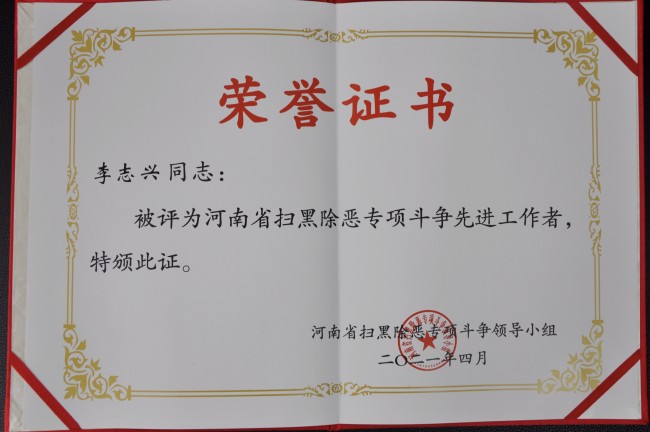 荣誉证书
李志兴同志：
被评为河南省扫黑除恶专项斗争先进工作者，
特颁此证。
河南省扫黑除恶专项斗争领导小组
二〇二一年四月